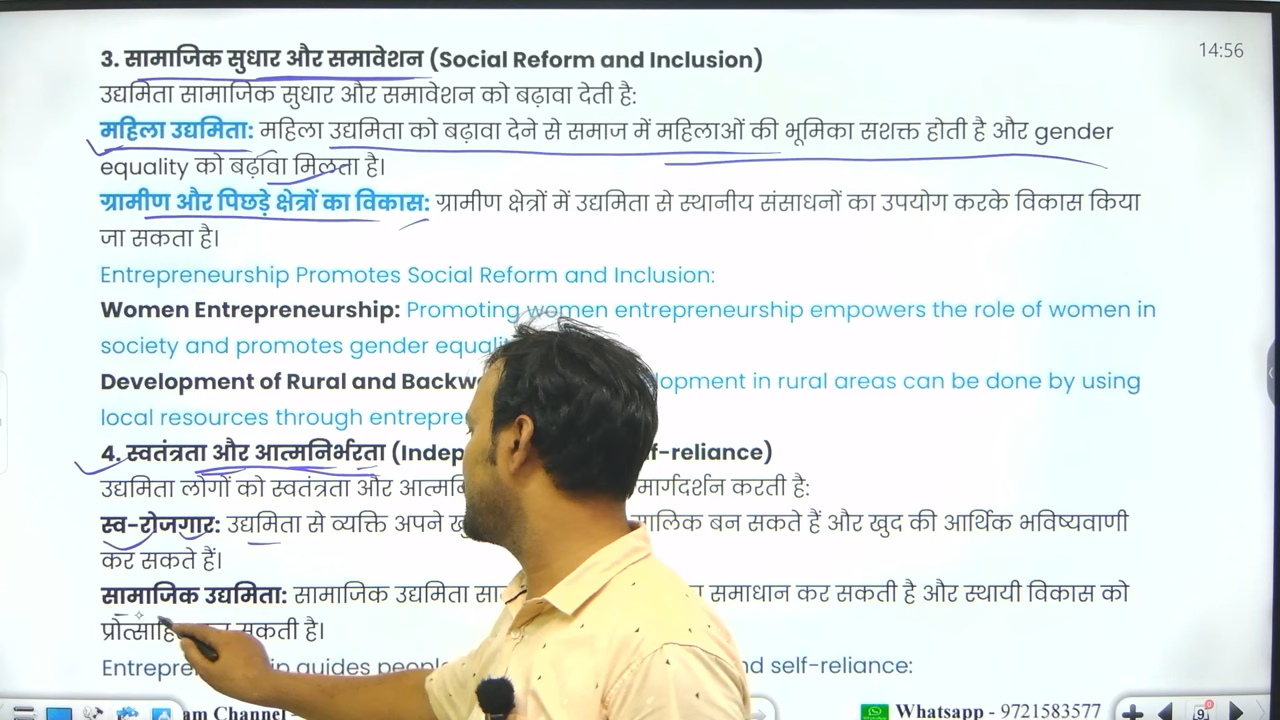 14:56
3. सामाजिक सुधार और समावेशन (Social Reform and Inclusion)
उद्यमिता सामाजिक सुधार और समावेशन को बढ़ावा देती है:
महिला उद्यमिता: महिला उद्यमिता को बढ़ावा देने से समाज में महिलाओं की भूमिका सशक्त होती है और gender
equality को बढ़ावा मिलता है।
ग्रामीण और पिछड़े क्षेत्रों का विकास: ग्रामीण क्षेत्रों में उद्यमिता से स्थानीय संसाधनों का उपयोग करके विकास किया
जा सकता है।
Entrepreneurship Promotes Social Reform and Inclusion:
Women Entrepreneurship: Promoting women entrepreneurship empowers the role of women in
society and promotes gender
Development of Rural and in rural areas can be done by using
local resources through
4. स्वतंत्रता और आत्मनिर्भरता
उद्यमिता लोगों को स्वतंत्रता और मार्गदर्शन करती है:
स्व-रोजगार: उद्यमिता से व्यक्ति अपने बन सकते हैं और खुद की आर्थिक भविष्यवाणी
कर सकते हैं।
सामाजिक उद्यमिता: सामाजिक उद्यमिता समाधान कर सकती है और स्थायी विकास को
सकती है।
guides self-reliance:
Channel
Whatsapp - 9721583577
9